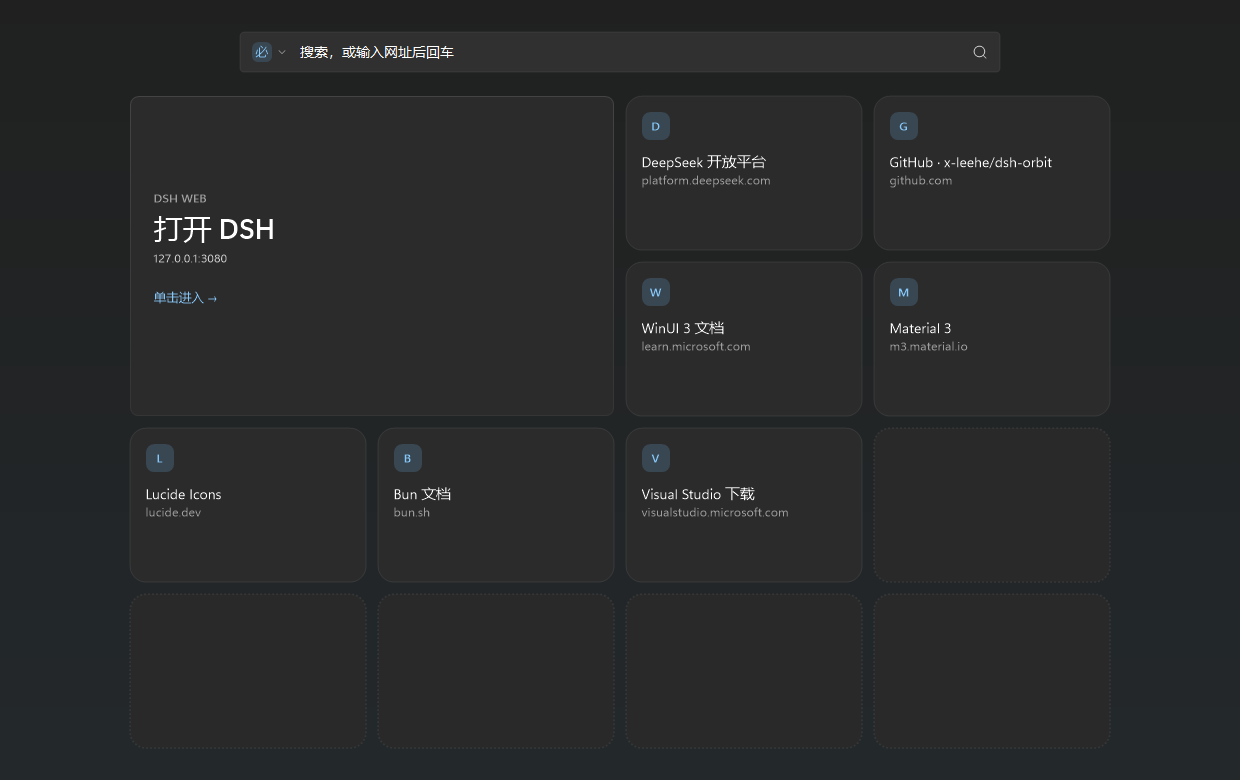 必
搜索，或输入网址后回车
DSH WEB
打开 DSH
127.0.0.1:3080
单击进入 →
D
DeepSeek 开放平台
platform.deepseek.com
G
GitHub · x-leehe/dsh-orbit
github.com
W
WinUI 3 文档
learn.microsoft.com
M
Material 3
m3.material.io
L
Lucide Icons
lucide.dev
B
Bun 文档
bun.sh
V
Visual Studio 下载
visualstudio.microsoft.com